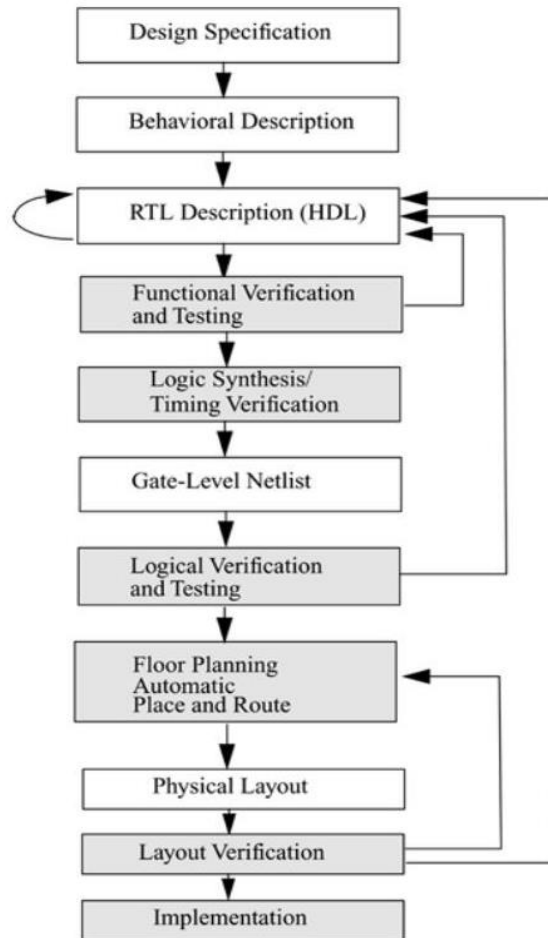 Design Specification
Behavioral Description
RTL Description (HDL)
Functional Verification
and Testing
Logic Synthesis/
Timing Verification
Gate-Level Netlist
Logical Verification
and Testing
Floor Planning
Automatic
Place and Route
Physical Layout
Layout Verification
Implementation